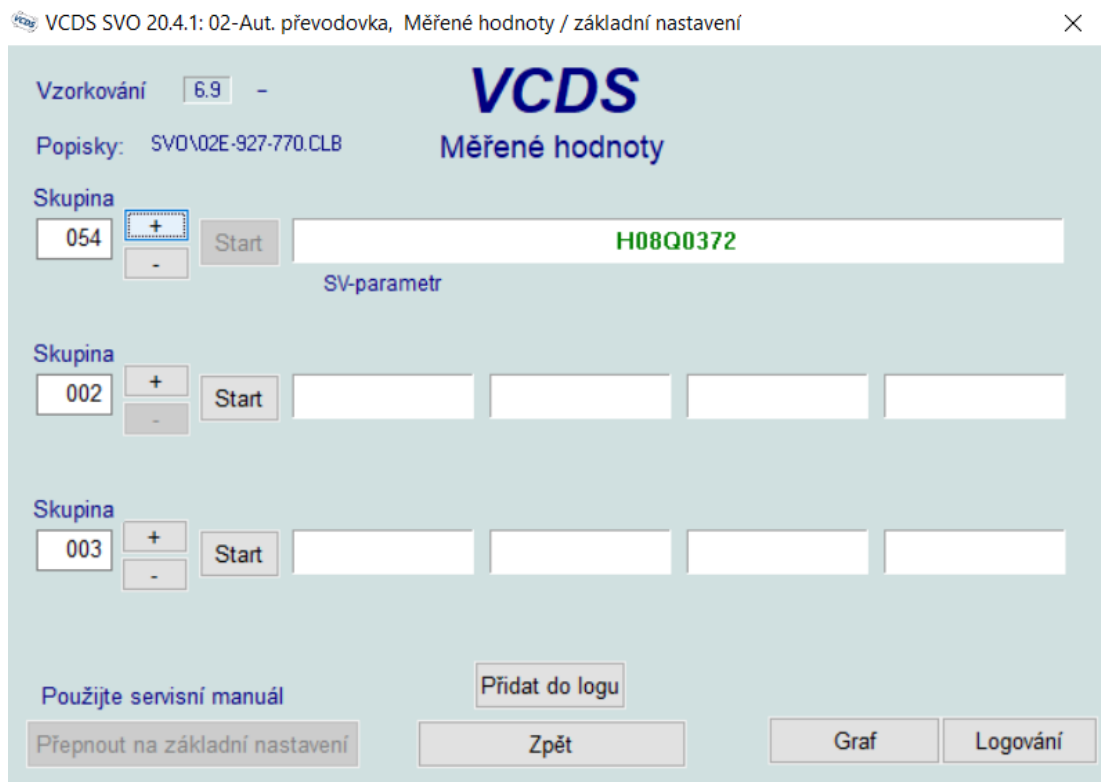 VCDS SVO 20.4.1: 02-Aut. převodovka,  Měřené hodnoty / základní nastavení
Vzorkování 6.9 -
VCDS
Popisky: SVO\02E-927-770.CLB
Měřené hodnoty
Skupina
054 + - Start H08Q0372
SV-parametr
Skupina
002 + - Start
Skupina
003 + - Start
Použijte servisní manuál
Přidat do logu
Přepnout na základní nastavení Zpět Graf Logování